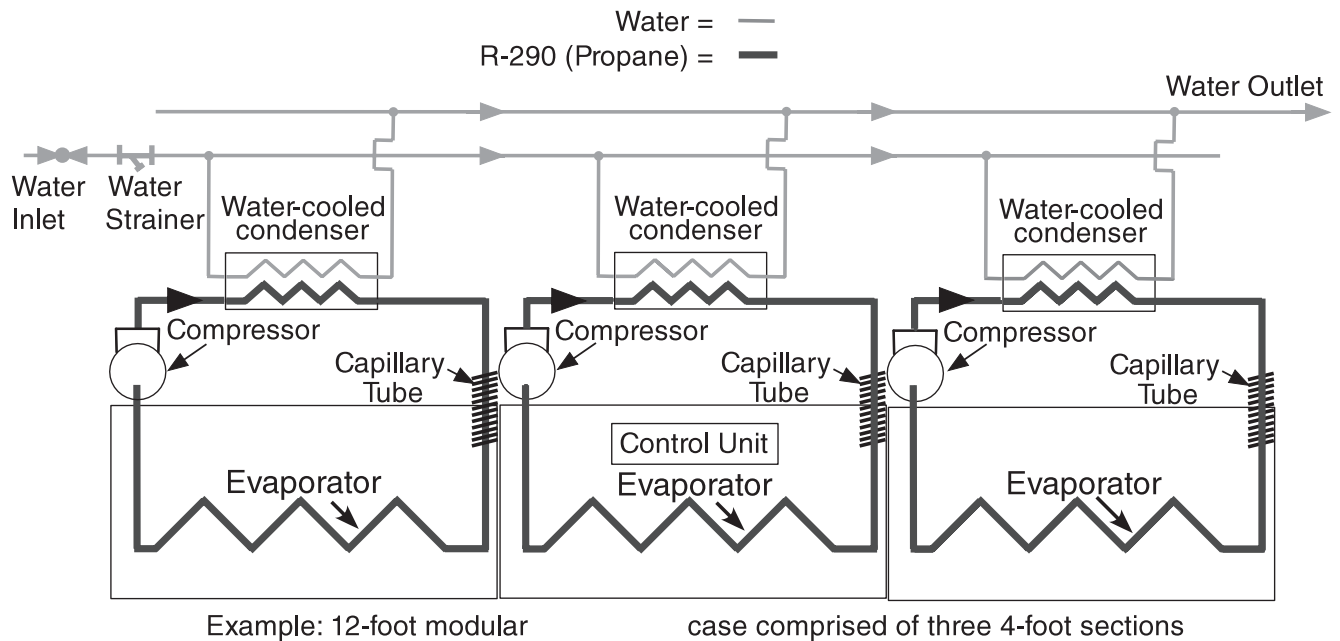 Water =
R-290 (Propane) =
Water Outlet
Water
Inlet
Water
Strainer
Water-cooled
condenser
Water-cooled
condenser
Water-cooled
condenser
Compressor
Compressor
Compressor
Capillary
Tube
Capillary
Tube
Capillary
Tube
Control Unit
Evaporator
Evaporator
Evaporator
Example: 12-foot modular case comprised of three 4-foot sections